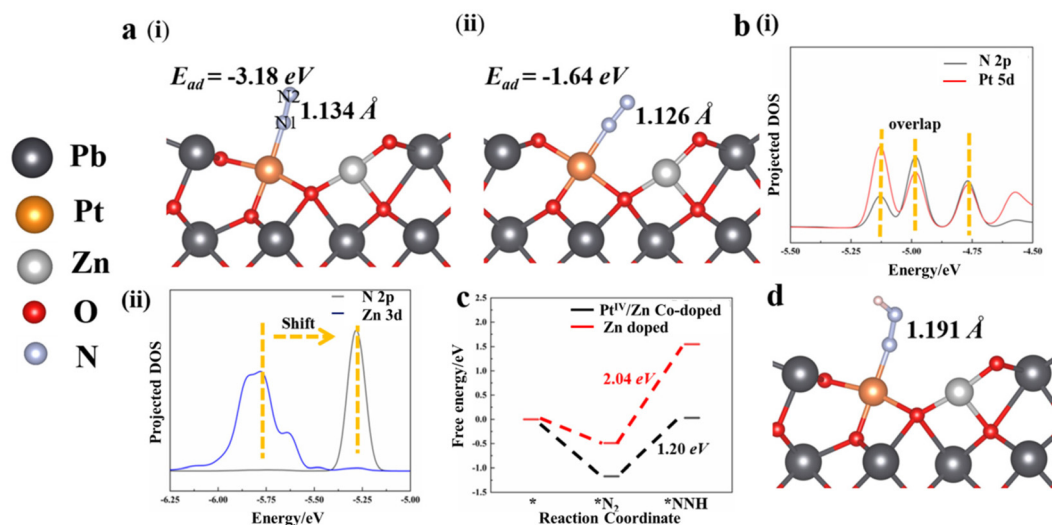 a (i)
E_ad = -3.18 eV
N2
N1
1.134 Å
(ii)
E_ad = -1.64 eV
1.126 Å
b (i)
N 2p
Pt 5d
overlap
Projected DOS
-5.50 -5.25 -5.00 -4.75 -4.50
Energy/eV
Pb
Pt
Zn
O
N
(ii)
N 2p
Zn 3d
Shift
Projected DOS
-6.25 -6.00 -5.75 -5.50 -5.25 -5.00
Energy/eV
c
Pt^IV/Zn Co-doped
Zn doped
2.04 eV
1.20 eV
Free energy/eV
2.5
2.0
1.5
1.0
0.5
0.0
-0.5
-1.0
-1.5
* *N₂ *NNH
Reaction Coordinate
d
1.191 Å